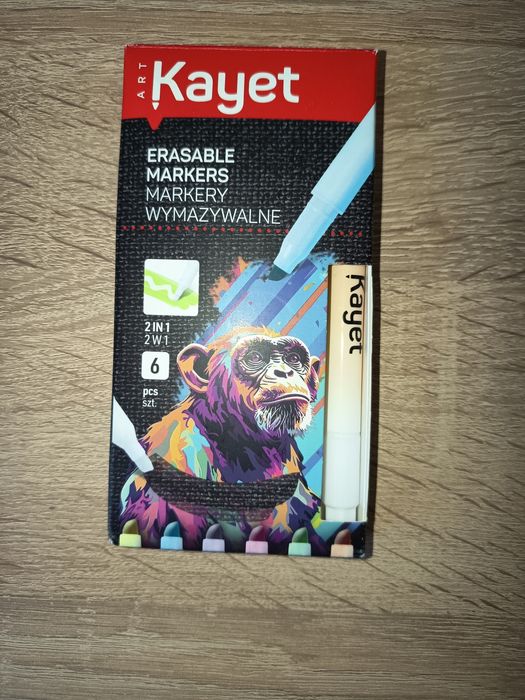 ART
Kayet
ERASABLE
MARKERS
MARKERY
WYMAZYWALNE
2 IN 1
2 W 1
6
pcs
szt.
Kayet